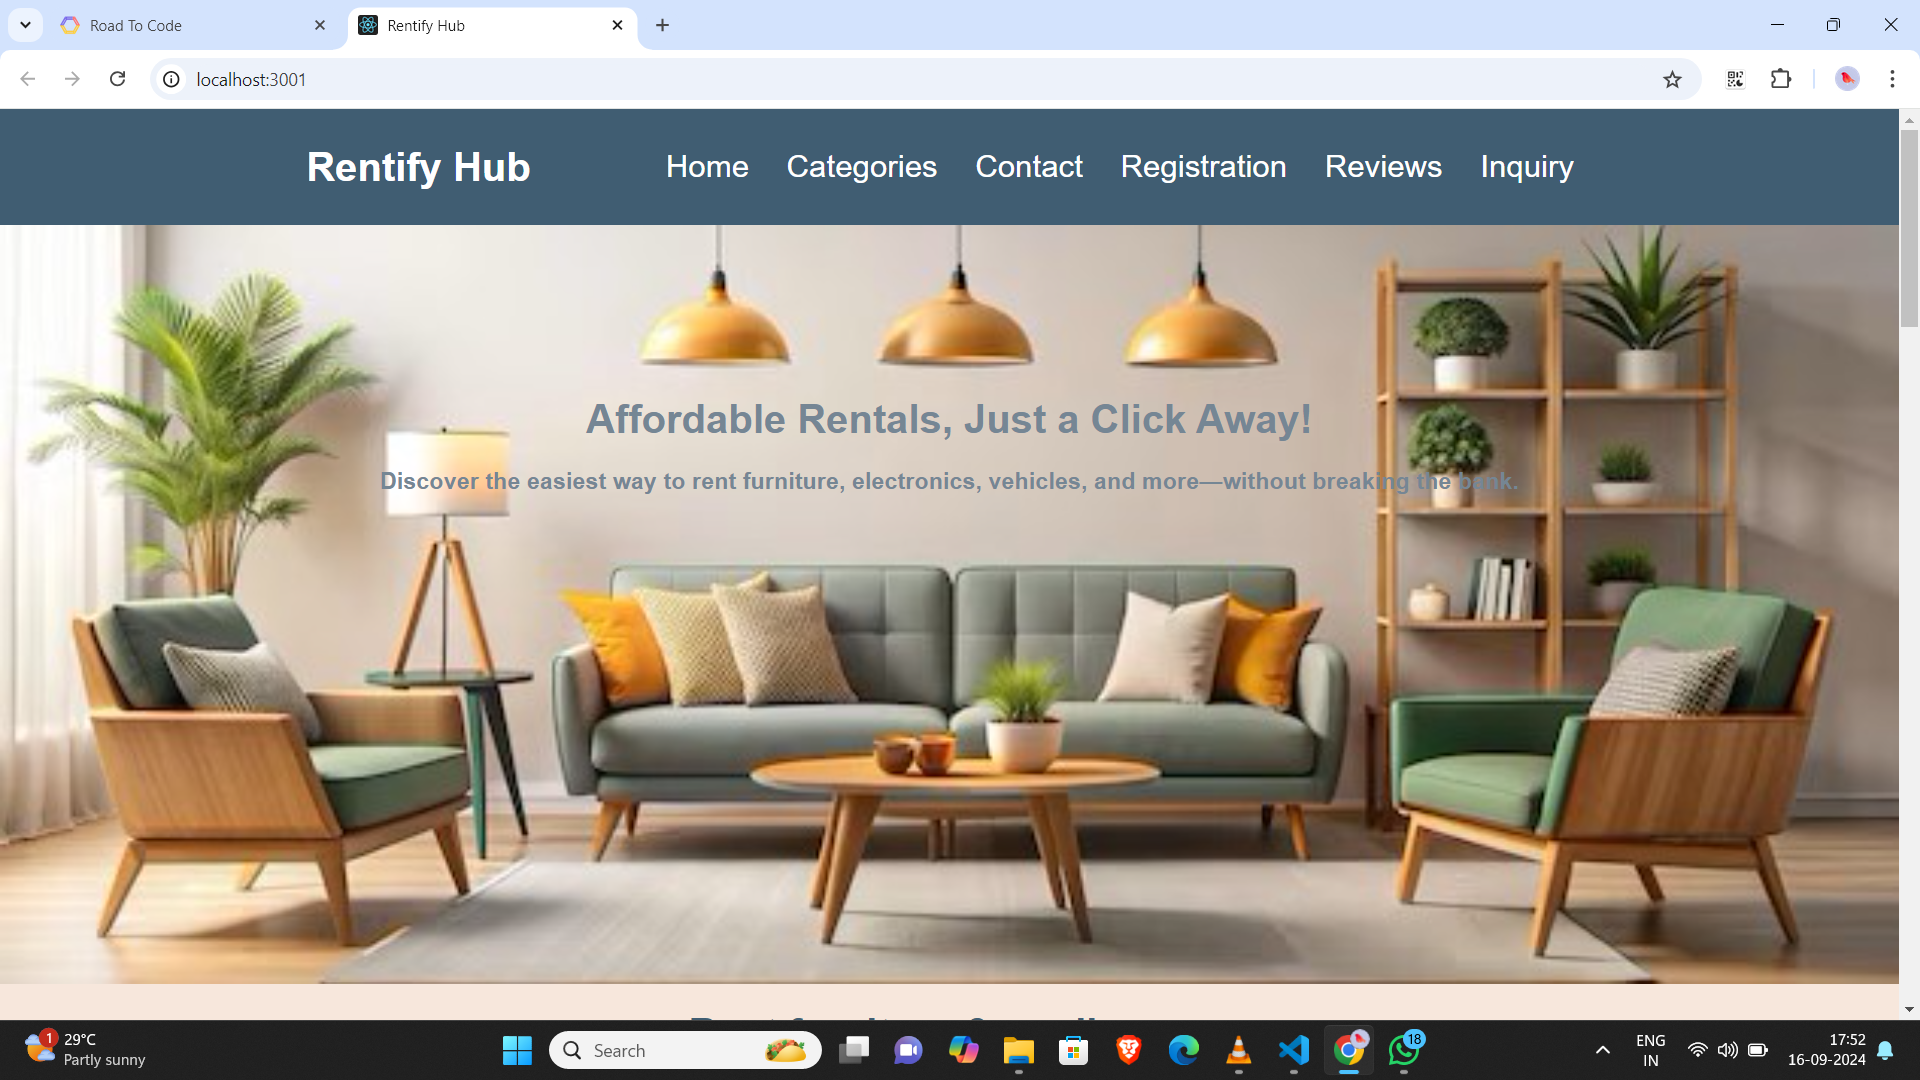 Road To Code
Rentify Hub
localhost:3001
Rentify Hub
Home
Categories
Contact
Registration
Reviews
Inquiry
Affordable Rentals, Just a Click Away!
Discover the easiest way to rent furniture, electronics, vehicles, and more—without breaking the bank.
1
29°C
Partly sunny
Search
18
ENG
IN
17:52
16-09-2024